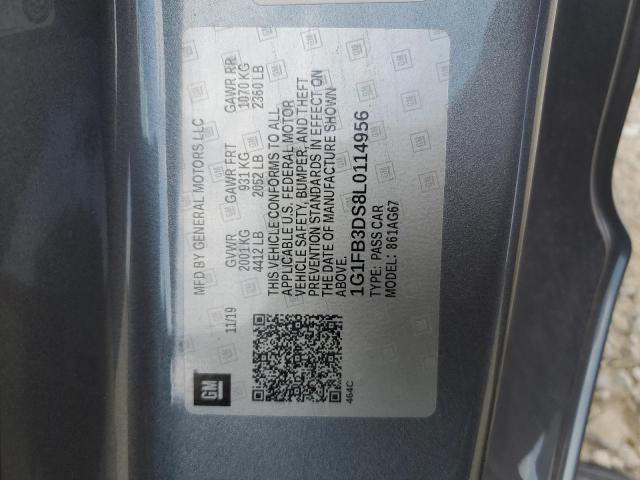 MFD BY GENERAL MOTORS LLC
11/19
GVWR GAWR FRT GAWR RR
2001KG 931 KG 1070 KG
4412 LB 2052 LB 2360 LB
THIS VEHICLE CONFORMS TO ALL
APPLICABLE U.S. FEDERAL MOTOR
VEHICLE SAFETY, BUMPER, AND THEFT
PREVENTION STANDARDS IN EFFECT ON
THE DATE OF MANUFACTURE SHOWN
ABOVE.
1G1FB3DS8L0114956
TYPE: PASS CAR
MODEL: 861AG67
GM
464C